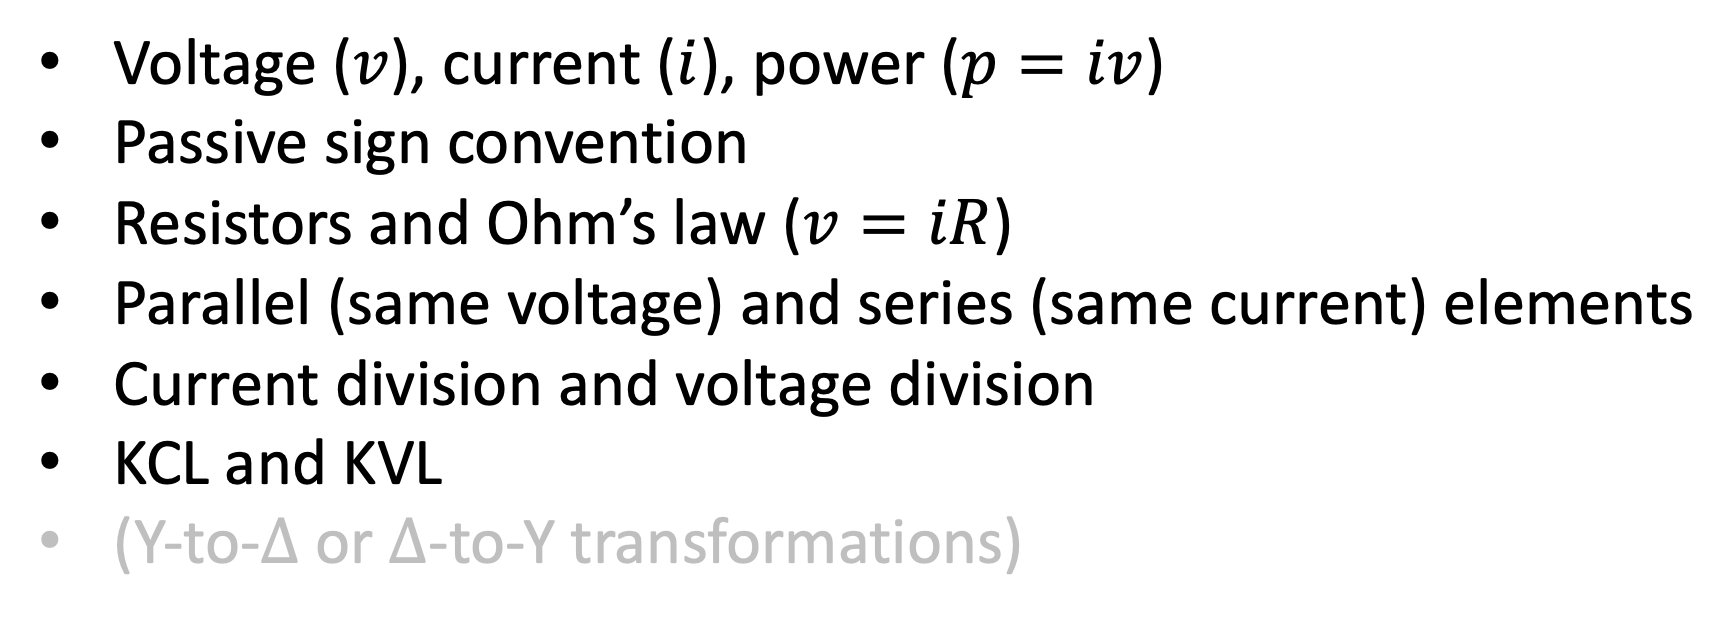 • Voltage (𝑣), current (𝑖), power (𝑝 = 𝑖𝑣)
• Passive sign convention
• Resistors and Ohm’s law (𝑣 = 𝑖𝑅)
• Parallel (same voltage) and series (same current) elements
• Current division and voltage division
• KCL and KVL
• (Y-to-Δ or Δ-to-Y transformations)